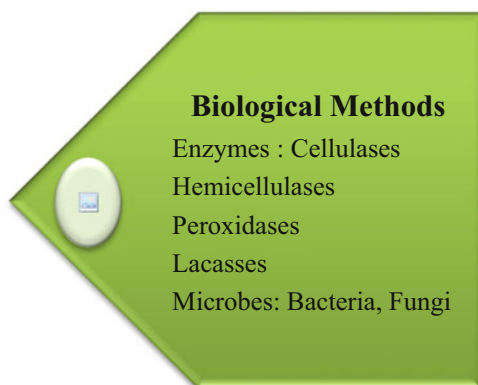 Biological Methods
Enzymes : Cellulases
Hemicellulases
Peroxidases
Lacasses
Microbes: Bacteria, Fungi